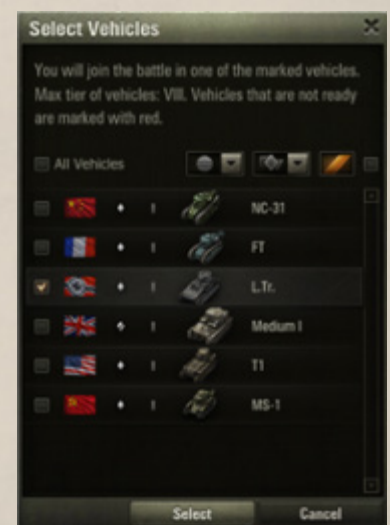 Select Vehicles
You will join the battle in one of the marked vehicles.
Max tier of vehicles: VIII. Vehicles that are not ready
are marked with red.
All Vehicles
I NC-31
I FT
I L.Tr.
I Medium I
I T1
I MS-1
Select Cancel